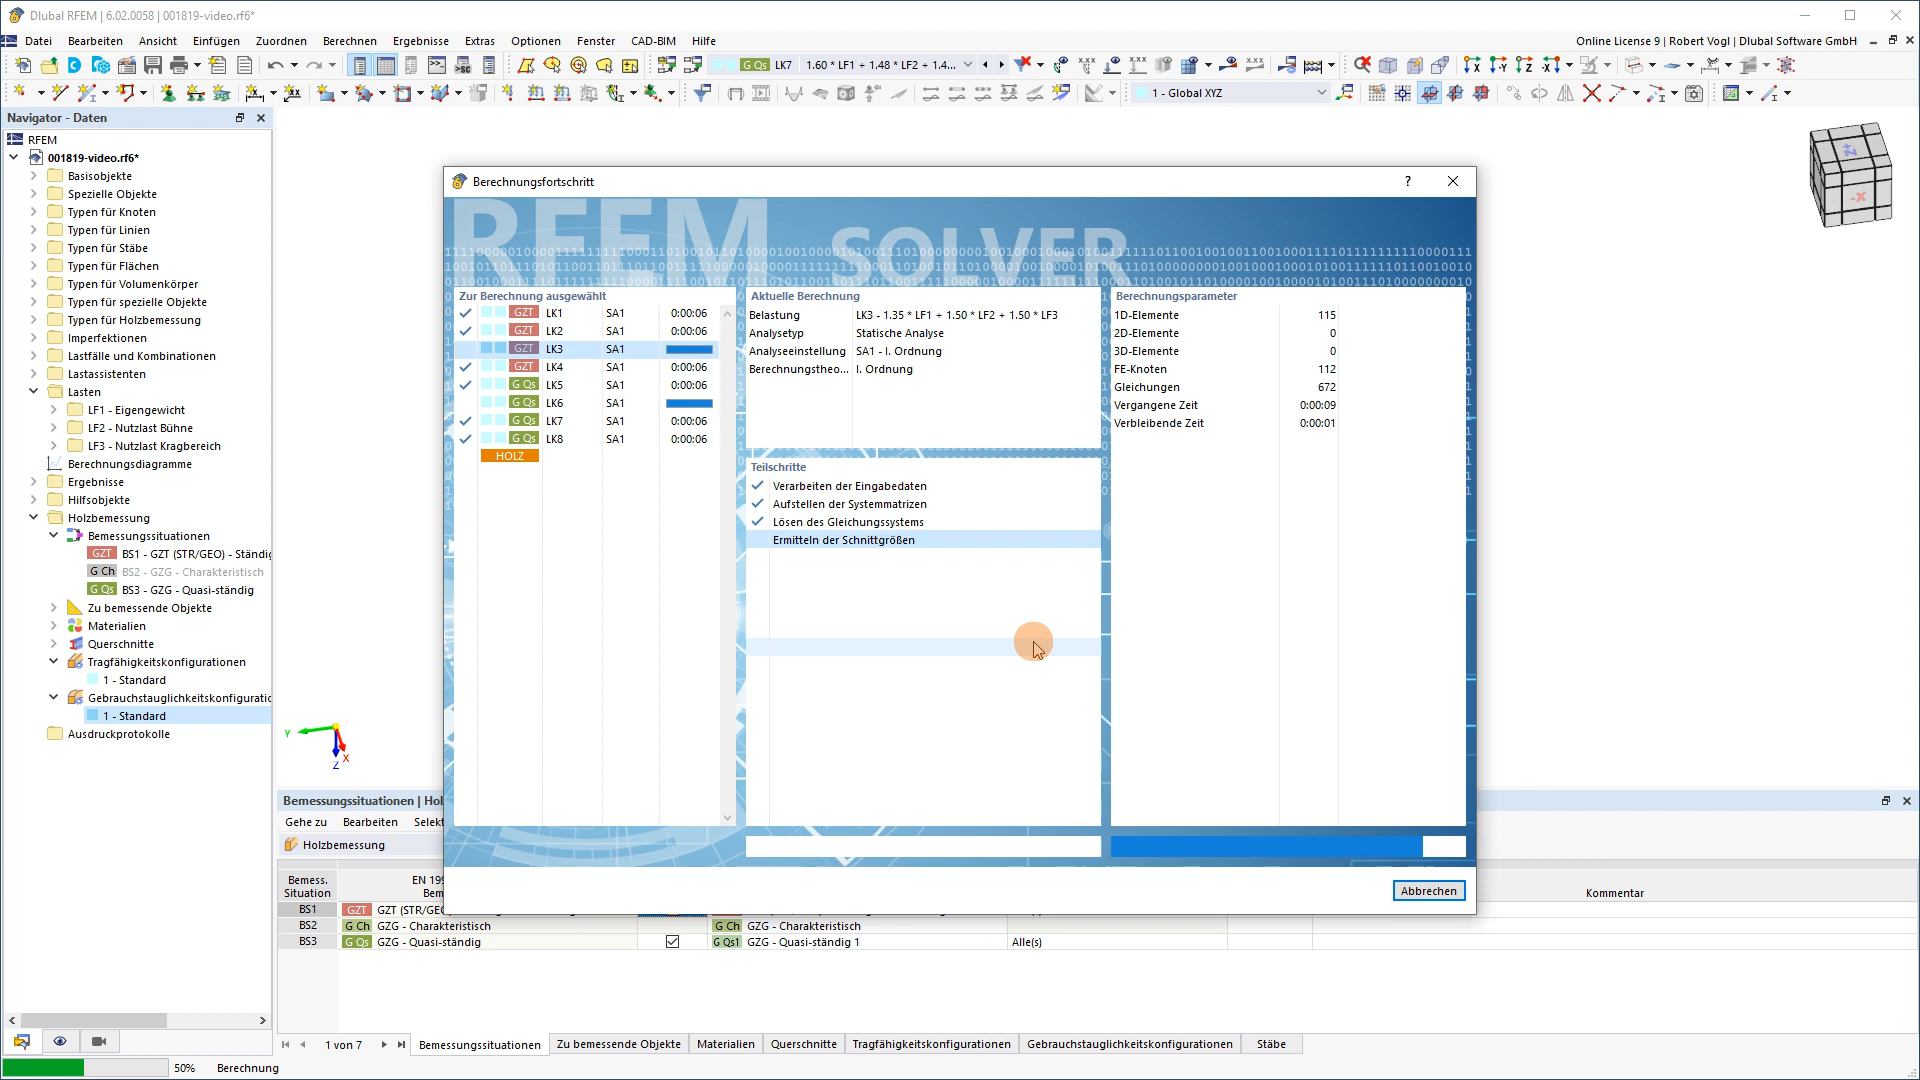 Dlubal RFEM | 6.02.0058 | 001819-video.rf6*
Datei Bearbeiten Ansicht Einfügen Zuordnen Berechnen Ergebnisse Extras Optionen Fenster CAD-BIM Hilfe
Online License 9 | Robert Vogl | Dlubal Software GmbH
G Qs LK7 1.60 * LF1 + 1.48 * LF2 + 1.4...
1 - Global XYZ
Navigator - Daten
RFEM
001819-video.rf6*
Basisobjekte
Spezielle Objekte
Typen für Knoten
Typen für Linien
Typen für Stäbe
Typen für Flächen
Typen für Volumenkörper
Typen für spezielle Objekte
Typen für Holzbemessung
Imperfektionen
Lastfälle und Kombinationen
Lastassistenten
Lasten
LF1 - Eigengewicht
LF2 - Nutzlast Bühne
LF3 - Nutzlast Kragbereich
Berechnungsdiagramme
Ergebnisse
Hilfsobjekte
Holzbemessung
Bemessungssituationen
GZT BS1 - GZT (STR/GEO) - Ständig
G Ch BS2 - GZG - Charakteristisch
G Qs BS3 - GZG - Quasi-ständig
Zu bemessende Objekte
Materialien
Querschnitte
Tragfähigkeitskonfigurationen
1 - Standard
Gebrauchstauglichkeitskonfiguratio
1 - Standard
Ausdruckprotokolle
Berechnungsfortschritt
RFEM SOLVER
Zur Berechnung ausgewählt
GZT LK1 SA1 0:00:06
GZT LK2 SA1 0:00:06
GZT LK3 SA1
GZT LK4 SA1 0:00:06
G Qs LK5 SA1 0:00:06
G Qs LK6 SA1
G Qs LK7 SA1 0:00:06
G Qs LK8 SA1 0:00:06
HOLZ
Aktuelle Berechnung
Belastung LK3 - 1.35 * LF1 + 1.50 * LF2 + 1.50 * LF3
Analysetyp Statische Analyse
Analyseeinstellung SA1 - I. Ordnung
Berechnungstheo... I. Ordnung
Teilschritte
Verarbeiten der Eingabedaten
Aufstellen der Systemmatrizen
Lösen des Gleichungssystems
Ermitteln der Schnittgrößen
Berechnungsparameter
1D-Elemente 115
2D-Elemente 0
3D-Elemente 0
FE-Knoten 112
Gleichungen 672
Vergangene Zeit 0:00:09
Verbleibende Zeit 0:00:01
Abbrechen
-X
Y
X
Z
Bemessungssituationen | Hol
Gehe zu Bearbeiten Selekt
Holzbemessung
Bemess.
Situation
EN 199
Bem
Kommentar
BS1 GZT GZT (STR/GEO
BS2 G Ch GZG - Charakteristisch G Ch GZG - Charakteristisch
BS3 G Qs GZG - Quasi-ständig G Qs1 GZG - Quasi-ständig 1 Alle(s)
1 von 7 Bemessungssituationen Zu bemessende Objekte Materialien Querschnitte Tragfähigkeitskonfigurationen Gebrauchstauglichkeitskonfigurationen Stäbe
50% Berechnung